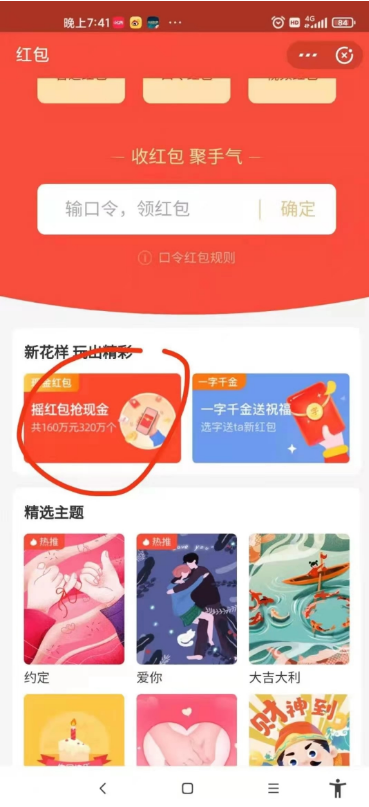 晚上7:41
4G
84
红包
收红包 聚手气
输口令，领红包
确定
口令红包规则
新花样 玩出精彩
现金红包
一字千金
摇红包抢现金
共160万元320万个
一字千金送祝福
选字送ta新红包
精选主题
热推
热推
约定
爱你
大吉大利
财神到